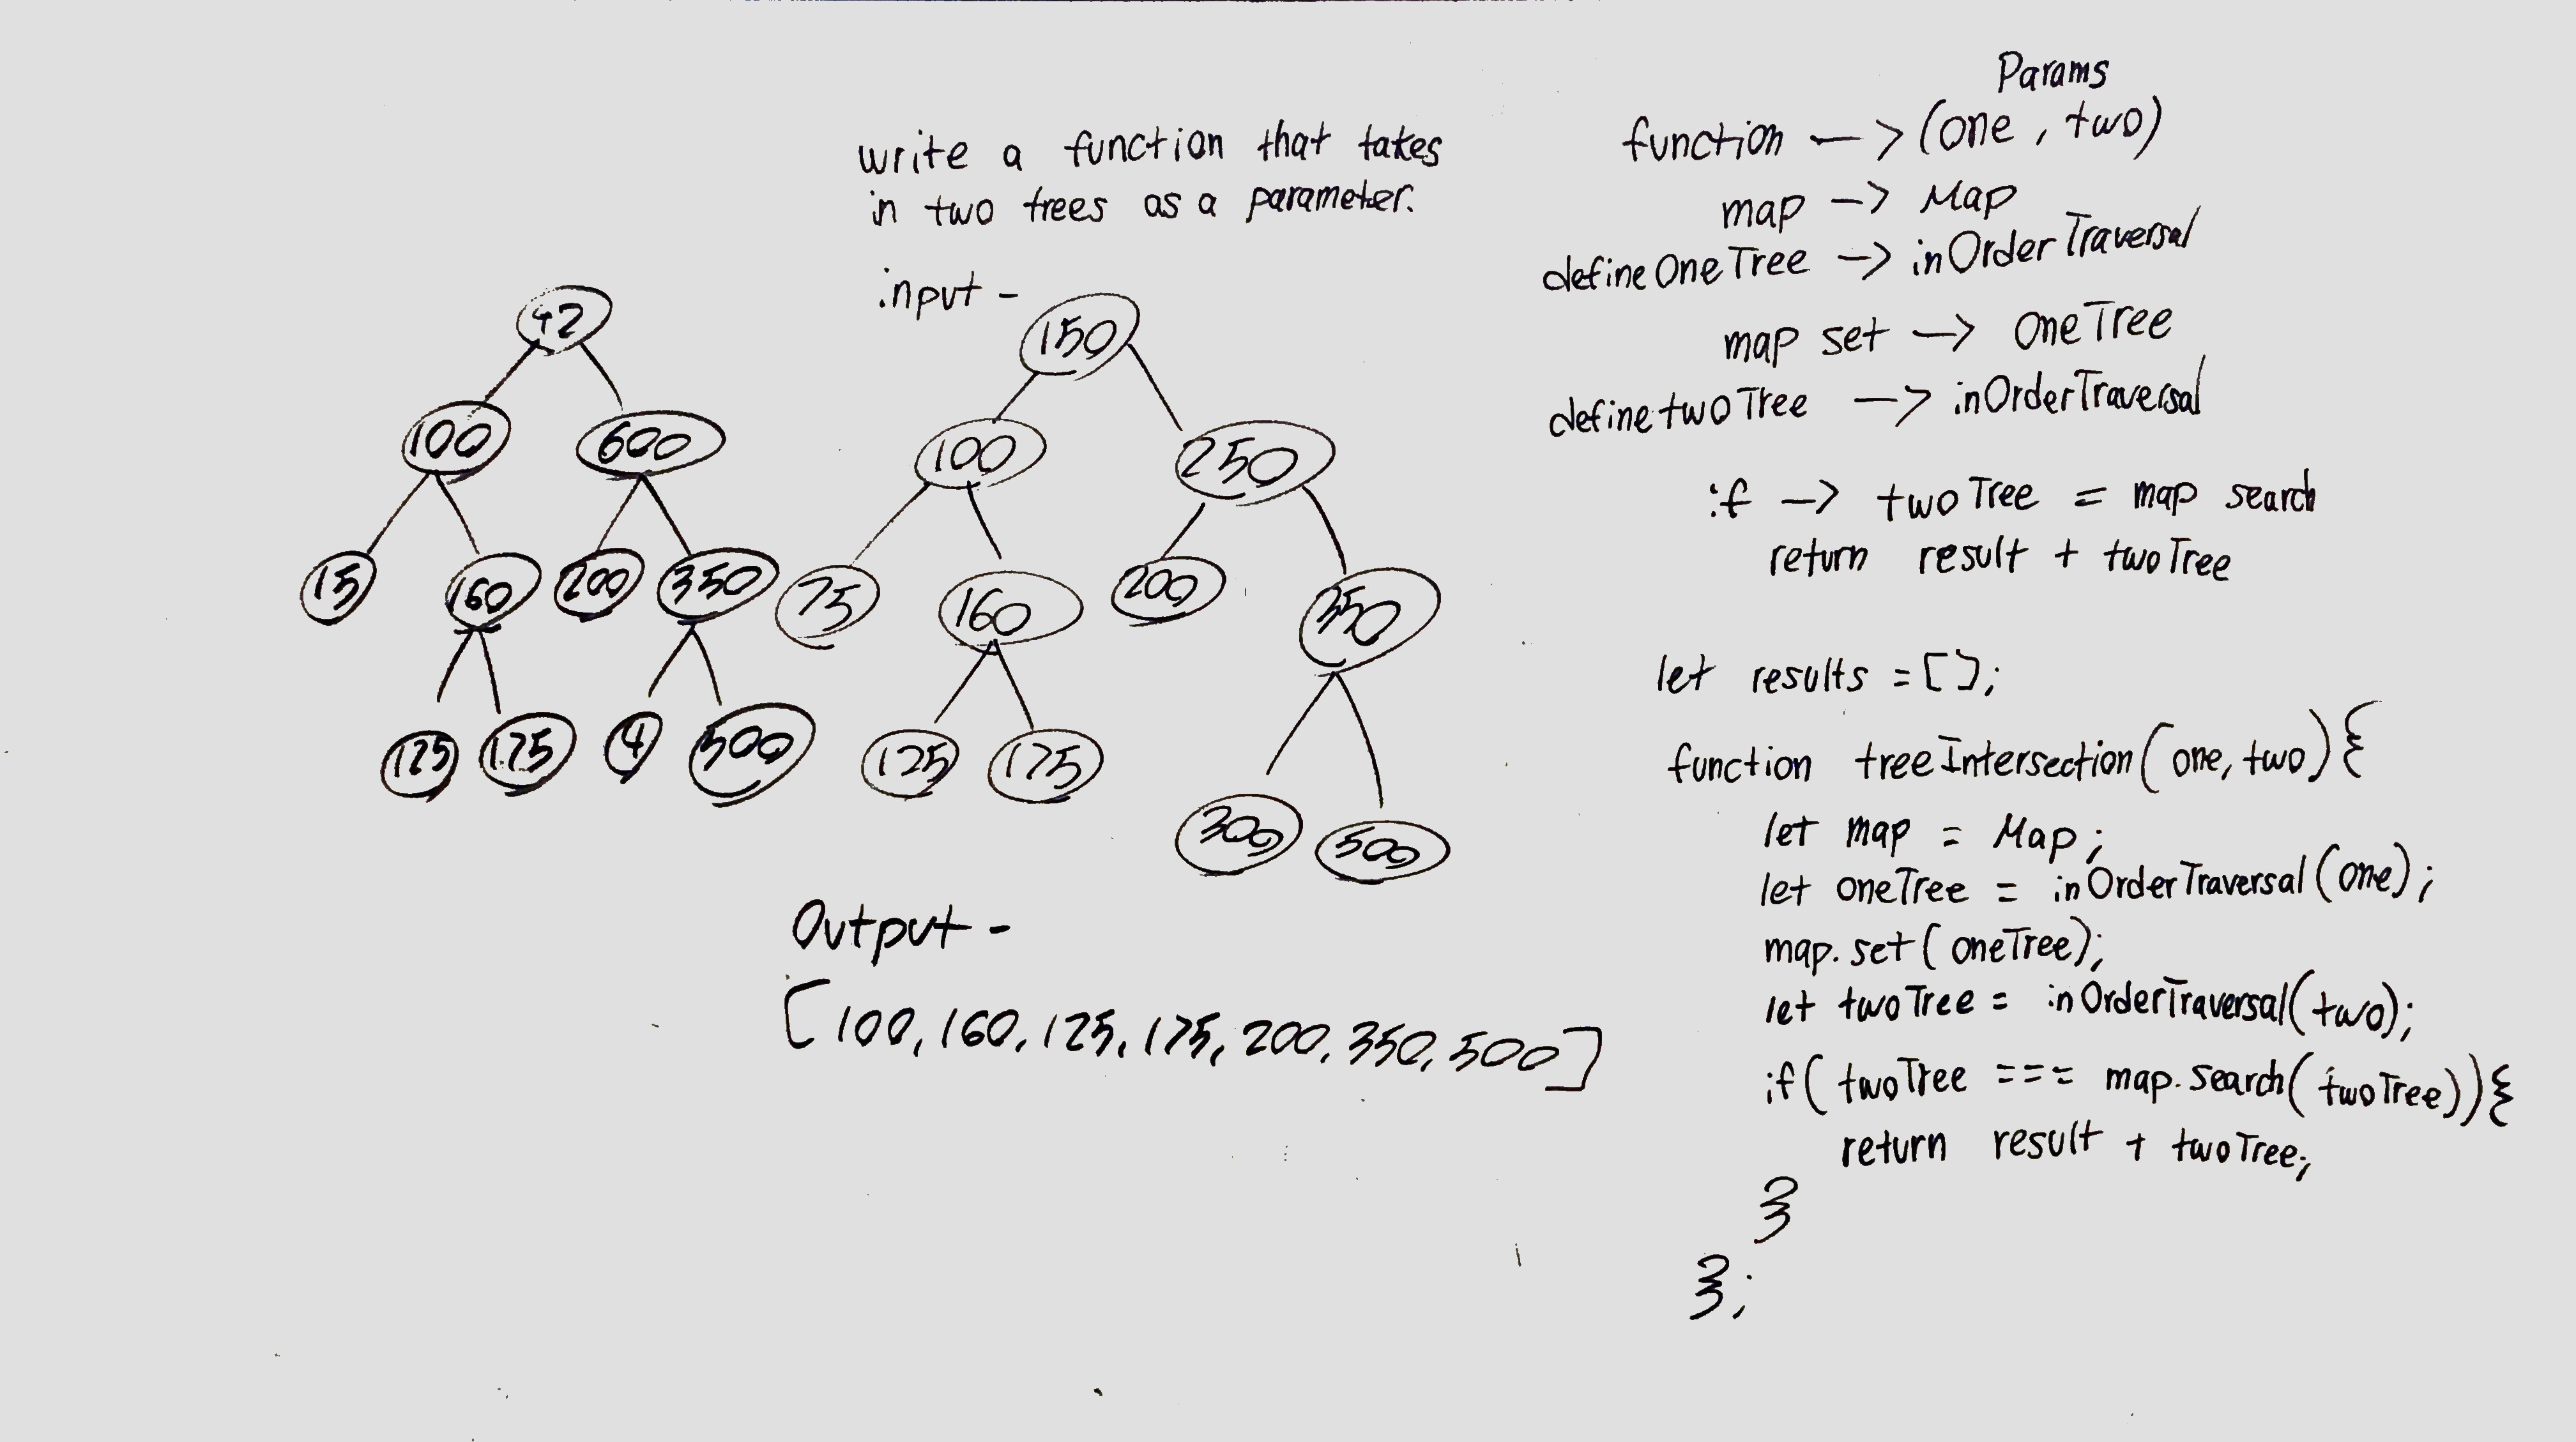 write a function that takes
in two trees as a parameter.
input -
42
100 600
15 160 200 350
125 175 4 500
150
100 250
75 160 200 350
125 175
300 500
Output -
[100, 160, 125, 175, 200, 350, 500]
Params
function -> (one, two)
map -> Map
define OneTree -> inOrderTraversal
map set -> oneTree
define twoTree -> inOrderTraversal
if -> twoTree = map search
return result + twoTree
let results = [];
function treeIntersection(one, two){
let map = Map;
let oneTree = inOrderTraversal(one);
map.set(oneTree);
let twoTree = inOrderTraversal(two);
if(twoTree === map.search(twoTree)){
return result + twoTree;
}
};